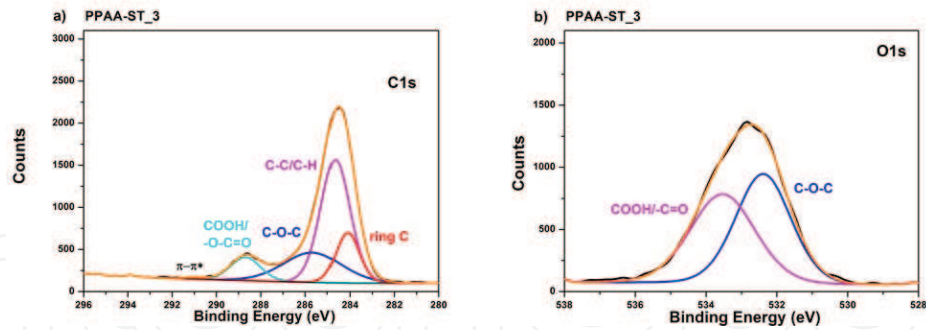 a) PPAA-ST_3
C1s
3000
2500
2000
1500
1000
500
0
Counts
C-C/C-H
COOH/
-O-C=O
C-O-C
ring C
π-π*
296 294 292 290 288 286 284 282 280
Binding Energy (eV)
b) PPAA-ST_3
O1s
2000
1500
1000
500
0
Counts
COOH/-C=O
C-O-C
538 536 534 532 530 528
Binding Energy (eV)